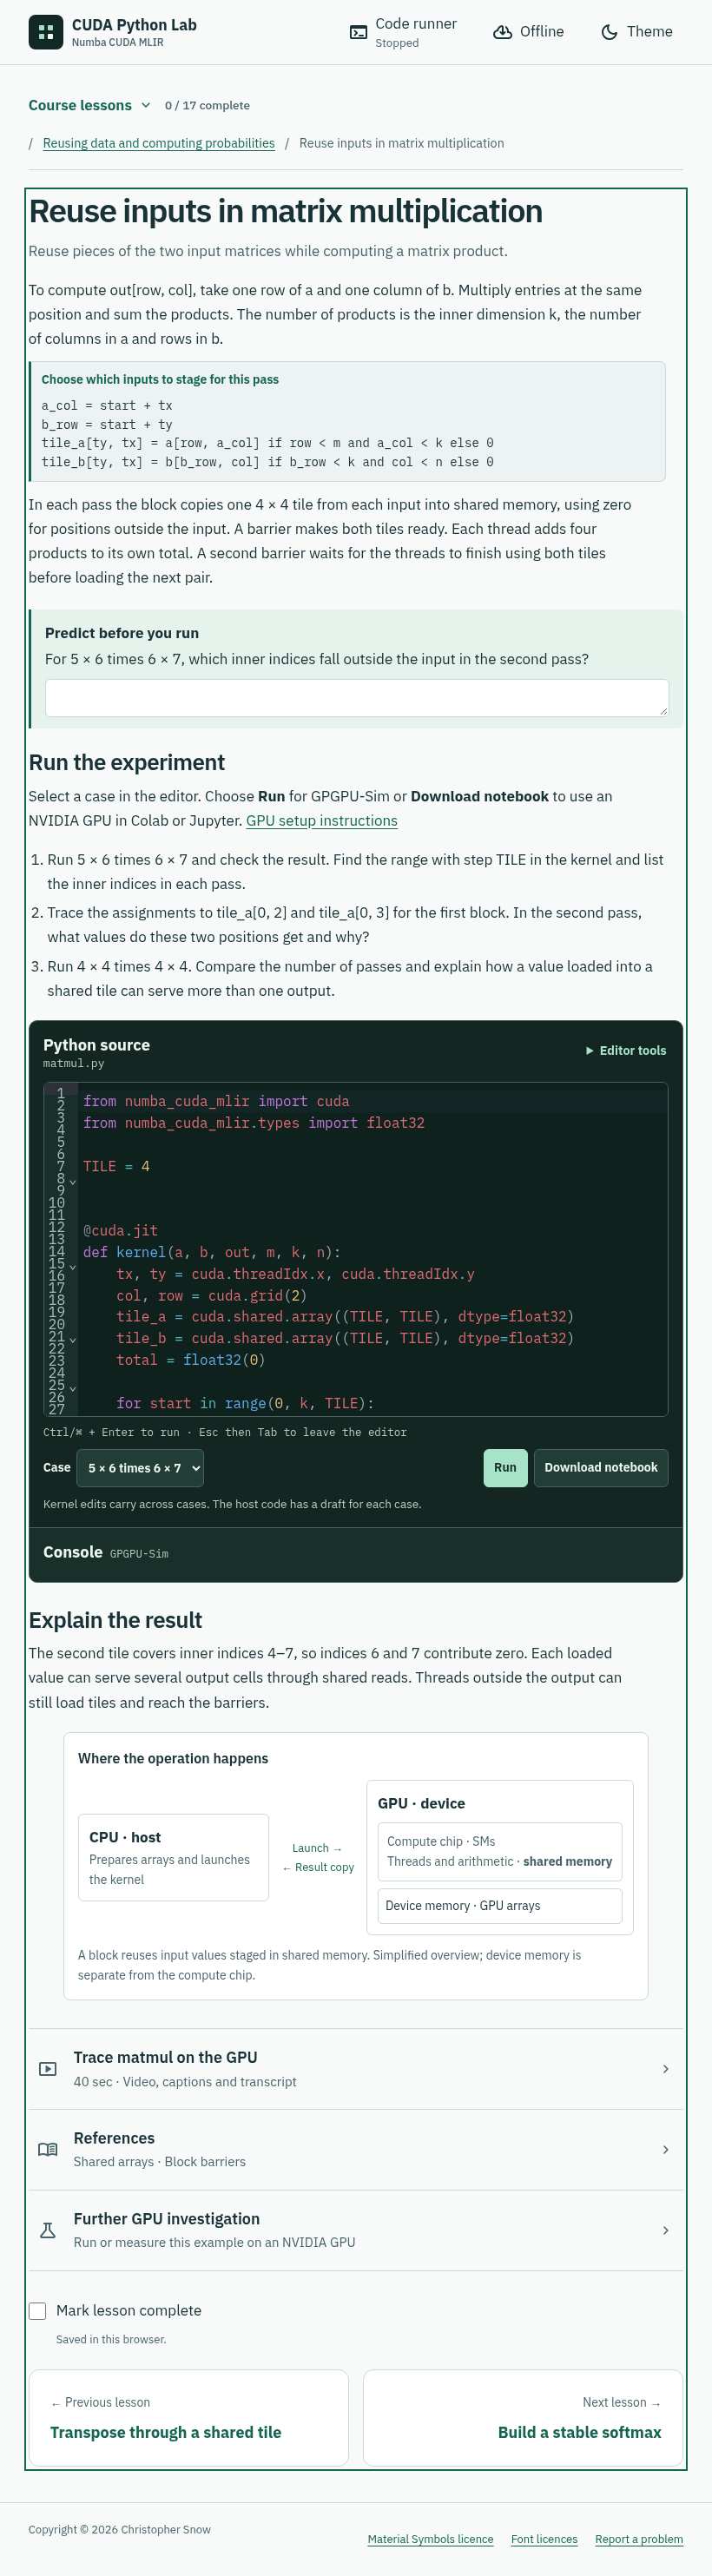 CUDA Python Lab
Numba CUDA MLIR
Code runner
Stopped
Offline
Theme
Course lessons
0 / 17 complete
/ Reusing data and computing probabilities / Reuse inputs in matrix multiplication
Reuse inputs in matrix multiplication
Reuse pieces of the two input matrices while computing a matrix product.
To compute out[row, col], take one row of a and one column of b. Multiply entries at the same
position and sum the products. The number of products is the inner dimension k, the number
of columns in a and rows in b.
Choose which inputs to stage for this pass
a_col = start + tx
b_row = start + ty
tile_a[ty, tx] = a[row, a_col] if row < m and a_col < k else 0
tile_b[ty, tx] = b[b_row, col] if b_row < k and col < n else 0
In each pass the block copies one 4 × 4 tile from each input into shared memory, using zero
for positions outside the input. A barrier makes both tiles ready. Each thread adds four
products to its own total. A second barrier waits for the threads to finish using both tiles
before loading the next pair.
Predict before you run
For 5 × 6 times 6 × 7, which inner indices fall outside the input in the second pass?
Run the experiment
Select a case in the editor. Choose Run for GPGPU-Sim or Download notebook to use an
NVIDIA GPU in Colab or Jupyter. GPU setup instructions
1. Run 5 × 6 times 6 × 7 and check the result. Find the range with step TILE in the kernel and list
the inner indices in each pass.
2. Trace the assignments to tile_a[0, 2] and tile_a[0, 3] for the first block. In the second pass,
what values do these two positions get and why?
3. Run 4 × 4 times 4 × 4. Compare the number of passes and explain how a value loaded into a
shared tile can serve more than one output.
Python source
matmul.py
Editor tools
1
2
3
4
5
6
7
8
9
10
11
12
13
14
15
16
17
18
19
20
21
22
23
24
25
26
27
from numba_cuda_mlir import cuda
from numba_cuda_mlir.types import float32
TILE = 4
@cuda.jit
def kernel(a, b, out, m, k, n):
tx, ty = cuda.threadIdx.x, cuda.threadIdx.y
col, row = cuda.grid(2)
tile_a = cuda.shared.array((TILE, TILE), dtype=float32)
tile_b = cuda.shared.array((TILE, TILE), dtype=float32)
total = float32(0)
for start in range(0, k, TILE):
Ctrl/⌘ + Enter to run · Esc then Tab to leave the editor
Case
5 × 6 times 6 × 7
Run
Download notebook
Kernel edits carry across cases. The host code has a draft for each case.
Console GPGPU-Sim
Explain the result
The second tile covers inner indices 4–7, so indices 6 and 7 contribute zero. Each loaded
value can serve several output cells through shared reads. Threads outside the output can
still load tiles and reach the barriers.
Where the operation happens
CPU · host
Prepares arrays and launches
the kernel
Launch →
← Result copy
GPU · device
Compute chip · SMs
Threads and arithmetic · shared memory
Device memory · GPU arrays
A block reuses input values staged in shared memory. Simplified overview; device memory is
separate from the compute chip.
Trace matmul on the GPU
40 sec · Video, captions and transcript
References
Shared arrays · Block barriers
Further GPU investigation
Run or measure this example on an NVIDIA GPU
Mark lesson complete
Saved in this browser.
← Previous lesson
Transpose through a shared tile
Next lesson →
Build a stable softmax
Copyright © 2026 Christopher Snow
Material Symbols licence
Font licences
Report a problem